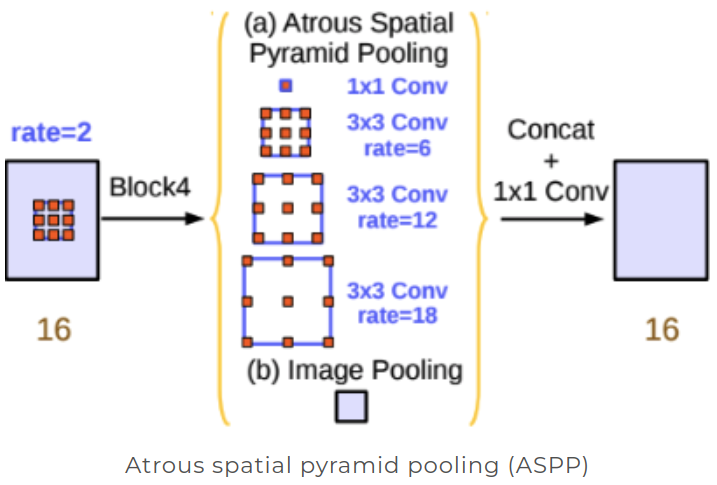 (a) Atrous Spatial
Pyramid Pooling
1x1 Conv
rate=2
3x3 Conv
rate=6
Block4
3x3 Conv
rate=12
3x3 Conv
rate=18
(b) Image Pooling
Concat
+
1x1 Conv
16
16
Atrous spatial pyramid pooling (ASPP)